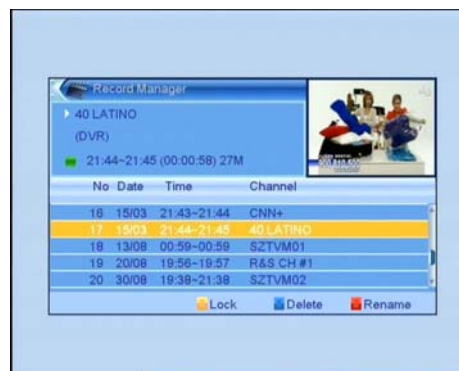 Record Manager
40 LATINO
(DVR)
21:44~21:45 (00:00:58) 27M
No Date Time Channel
16 15/03 21:43~21:44 CNN+
17 15/03 21:44~21:45 40 LATINO
18 13/08 00:59~00:59 SZTVM01
19 20/08 19:56~19:57 R&S CH #1
20 30/08 19:38~21:38 SZTVM02
Lock Delete Rename